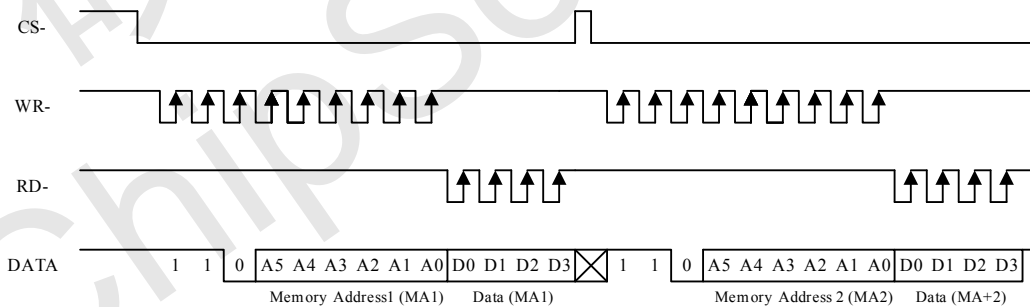 CS-
WR-
RD-
DATA 1 1 0 A5 A4 A3 A2 A1 A0 D0 D1 D2 D3 1 1 0 A5 A4 A3 A2 A1 A0 D0 D1 D2 D3
Memory Address1 (MA1) Data (MA1) Memory Address 2 (MA2) Data (MA+2)